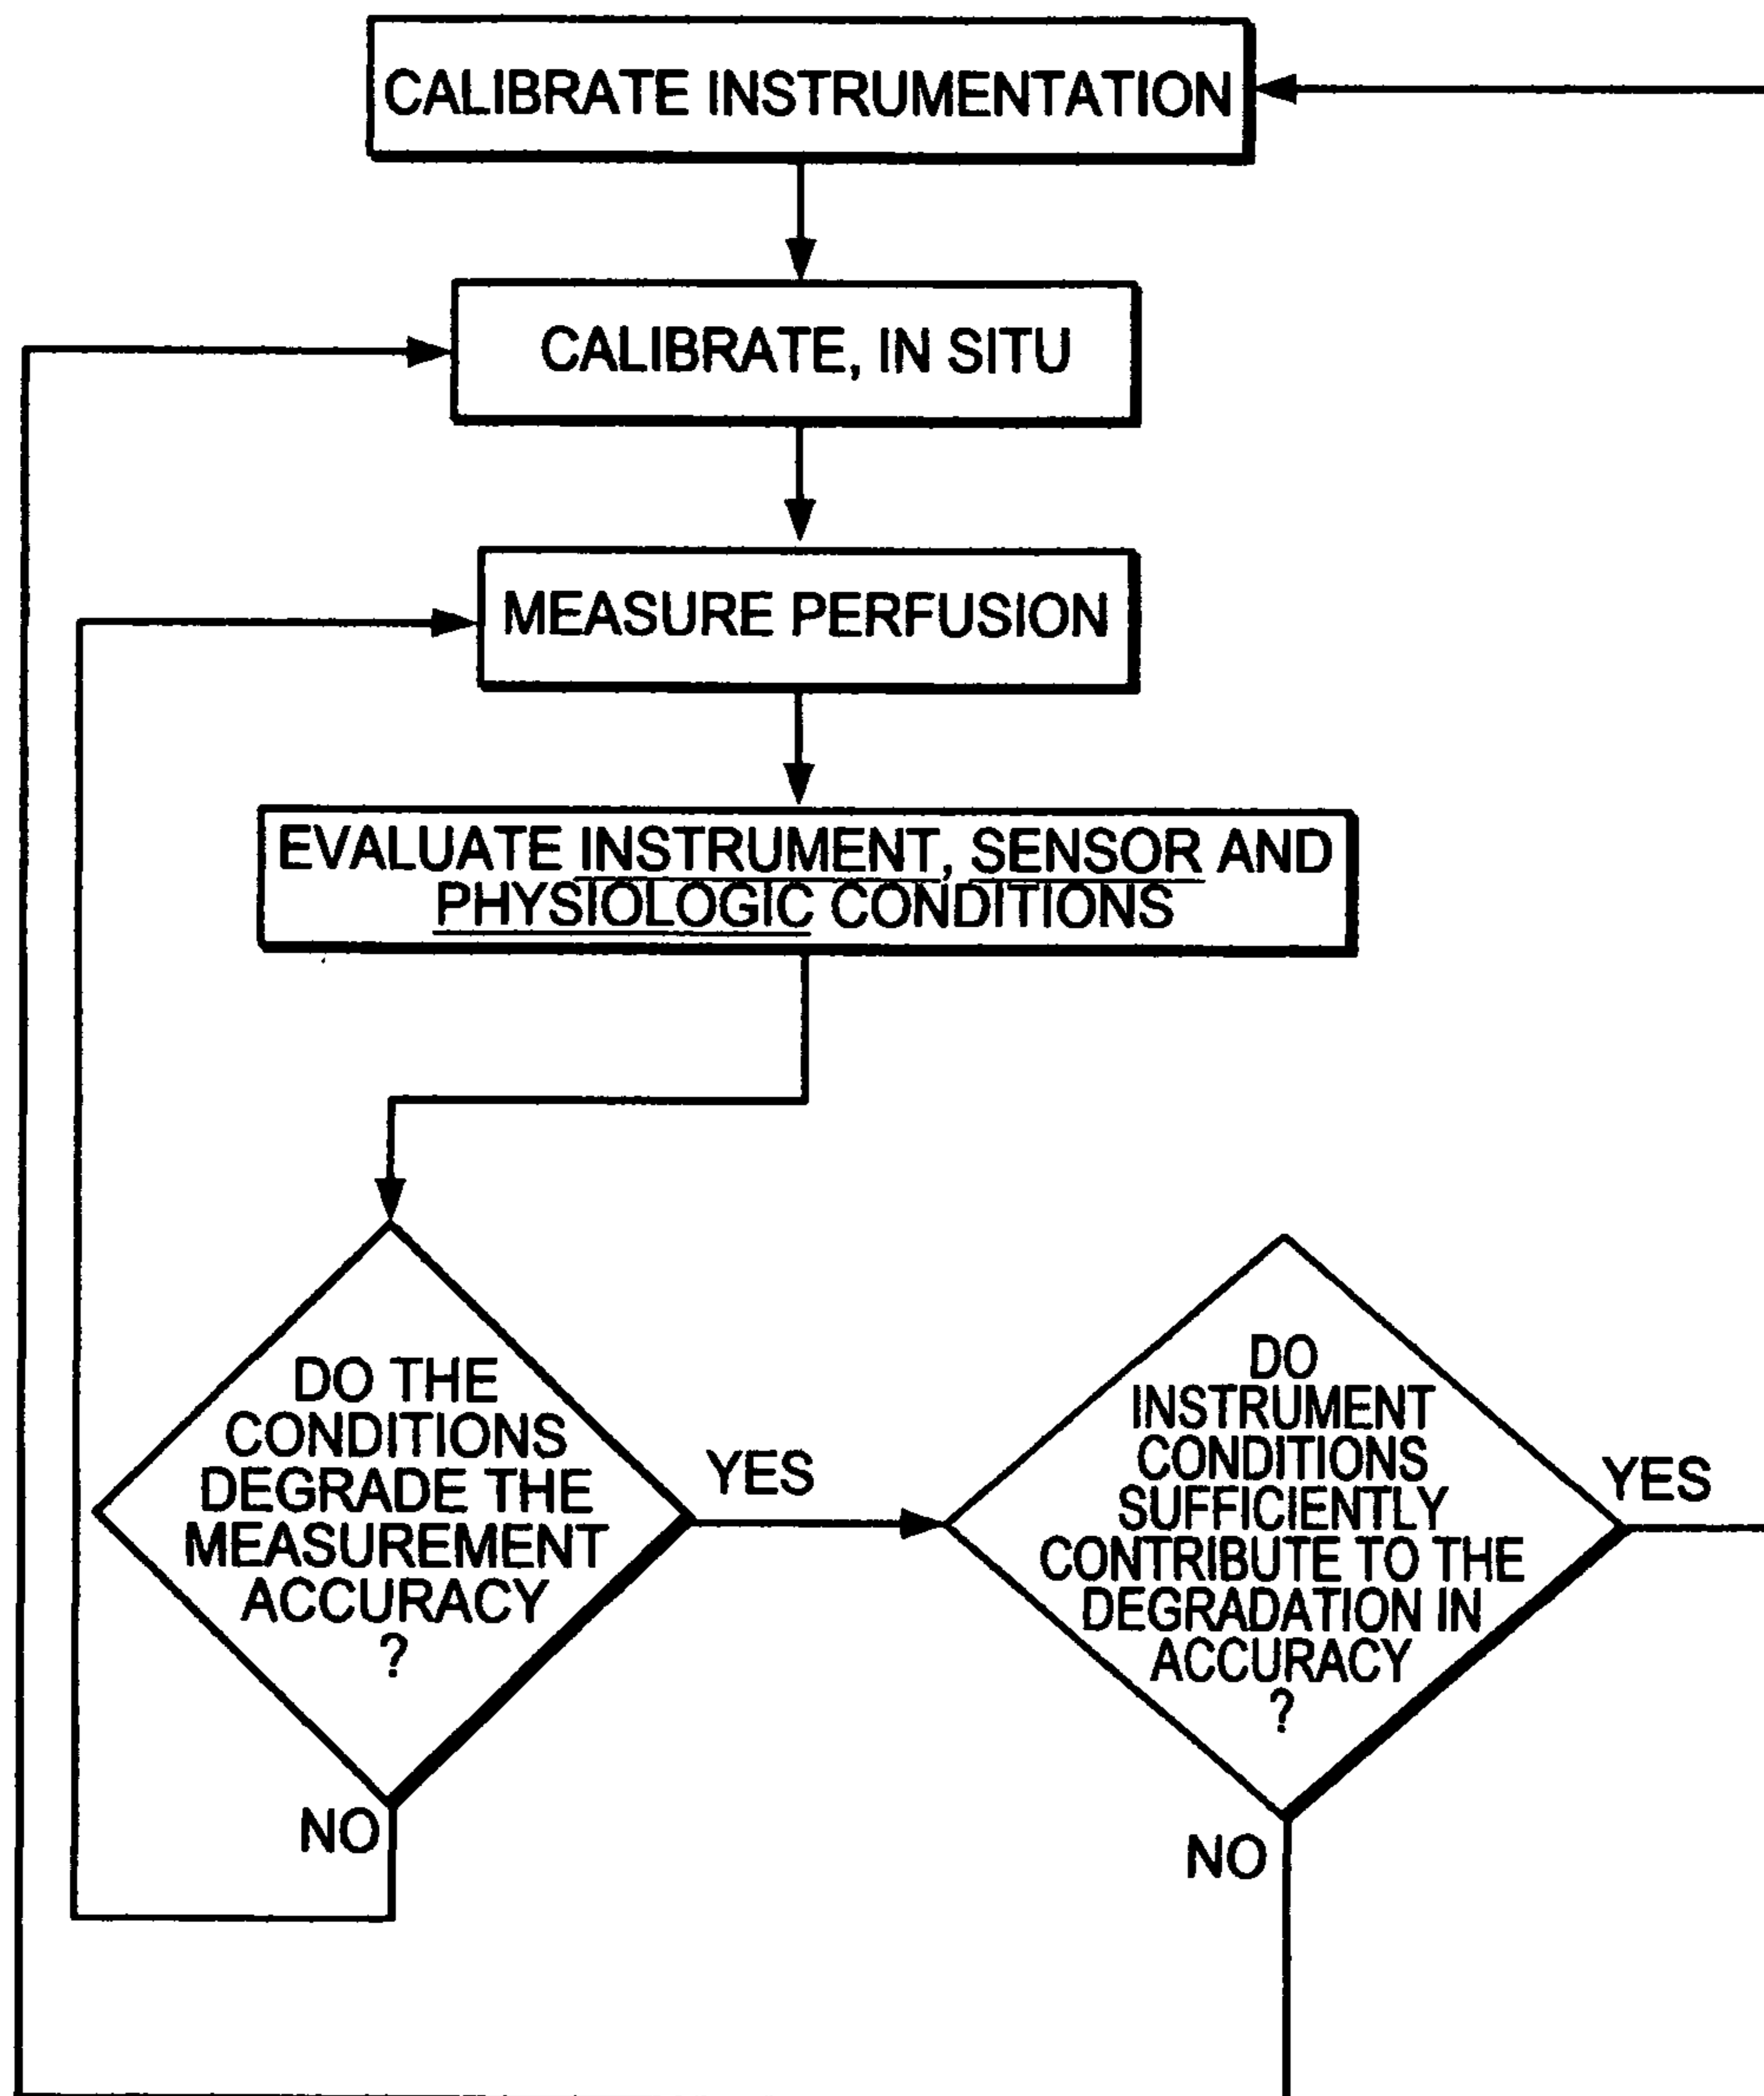 CALIBRATE INSTRUMENTATION
CALIBRATE, IN SITU
MEASURE PERFUSION
EVALUATE INSTRUMENT, SENSOR AND
PHYSIOLOGIC CONDITIONS
DO THE
CONDITIONS
DEGRADE THE
MEASUREMENT
ACCURACY
?
YES
NO
DO
INSTRUMENT
CONDITIONS
SUFFICIENTLY
CONTRIBUTE TO THE
DEGRADATION IN
ACCURACY
?
YES
NO